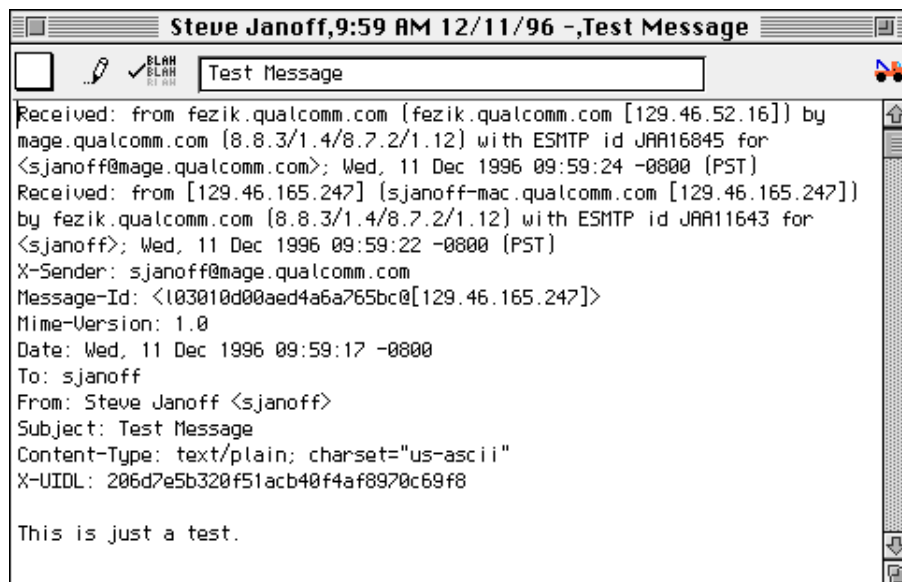 Steve Janoff,9:59 AM 12/11/96 -,Test Message
BLAH
BLAH
BLAH
Test Message
Received: from fezik.qualcomm.com (fezik.qualcomm.com [129.46.52.16]) by
mage.qualcomm.com (8.8.3/1.4/8.7.2/1.12) with ESMTP id JAA16845 for
<sjanoff@mage.qualcomm.com>; Wed, 11 Dec 1996 09:59:24 -0800 (PST)
Received: from [129.46.165.247] (sjanoff-mac.qualcomm.com [129.46.165.247])
by fezik.qualcomm.com (8.8.3/1.4/8.7.2/1.12) with ESMTP id JAA11643 for
<sjanoff>; Wed, 11 Dec 1996 09:59:22 -0800 (PST)
X-Sender: sjanoff@mage.qualcomm.com
Message-Id: <l03010d00aed4a6a765bc@[129.46.165.247]>
Mime-Version: 1.0
Date: Wed, 11 Dec 1996 09:59:17 -0800
To: sjanoff
From: Steve Janoff <sjanoff>
Subject: Test Message
Content-Type: text/plain; charset="us-ascii"
X-UIDL: 206d7e5b320f51acb40f4af8970c69f8
This is just a test.